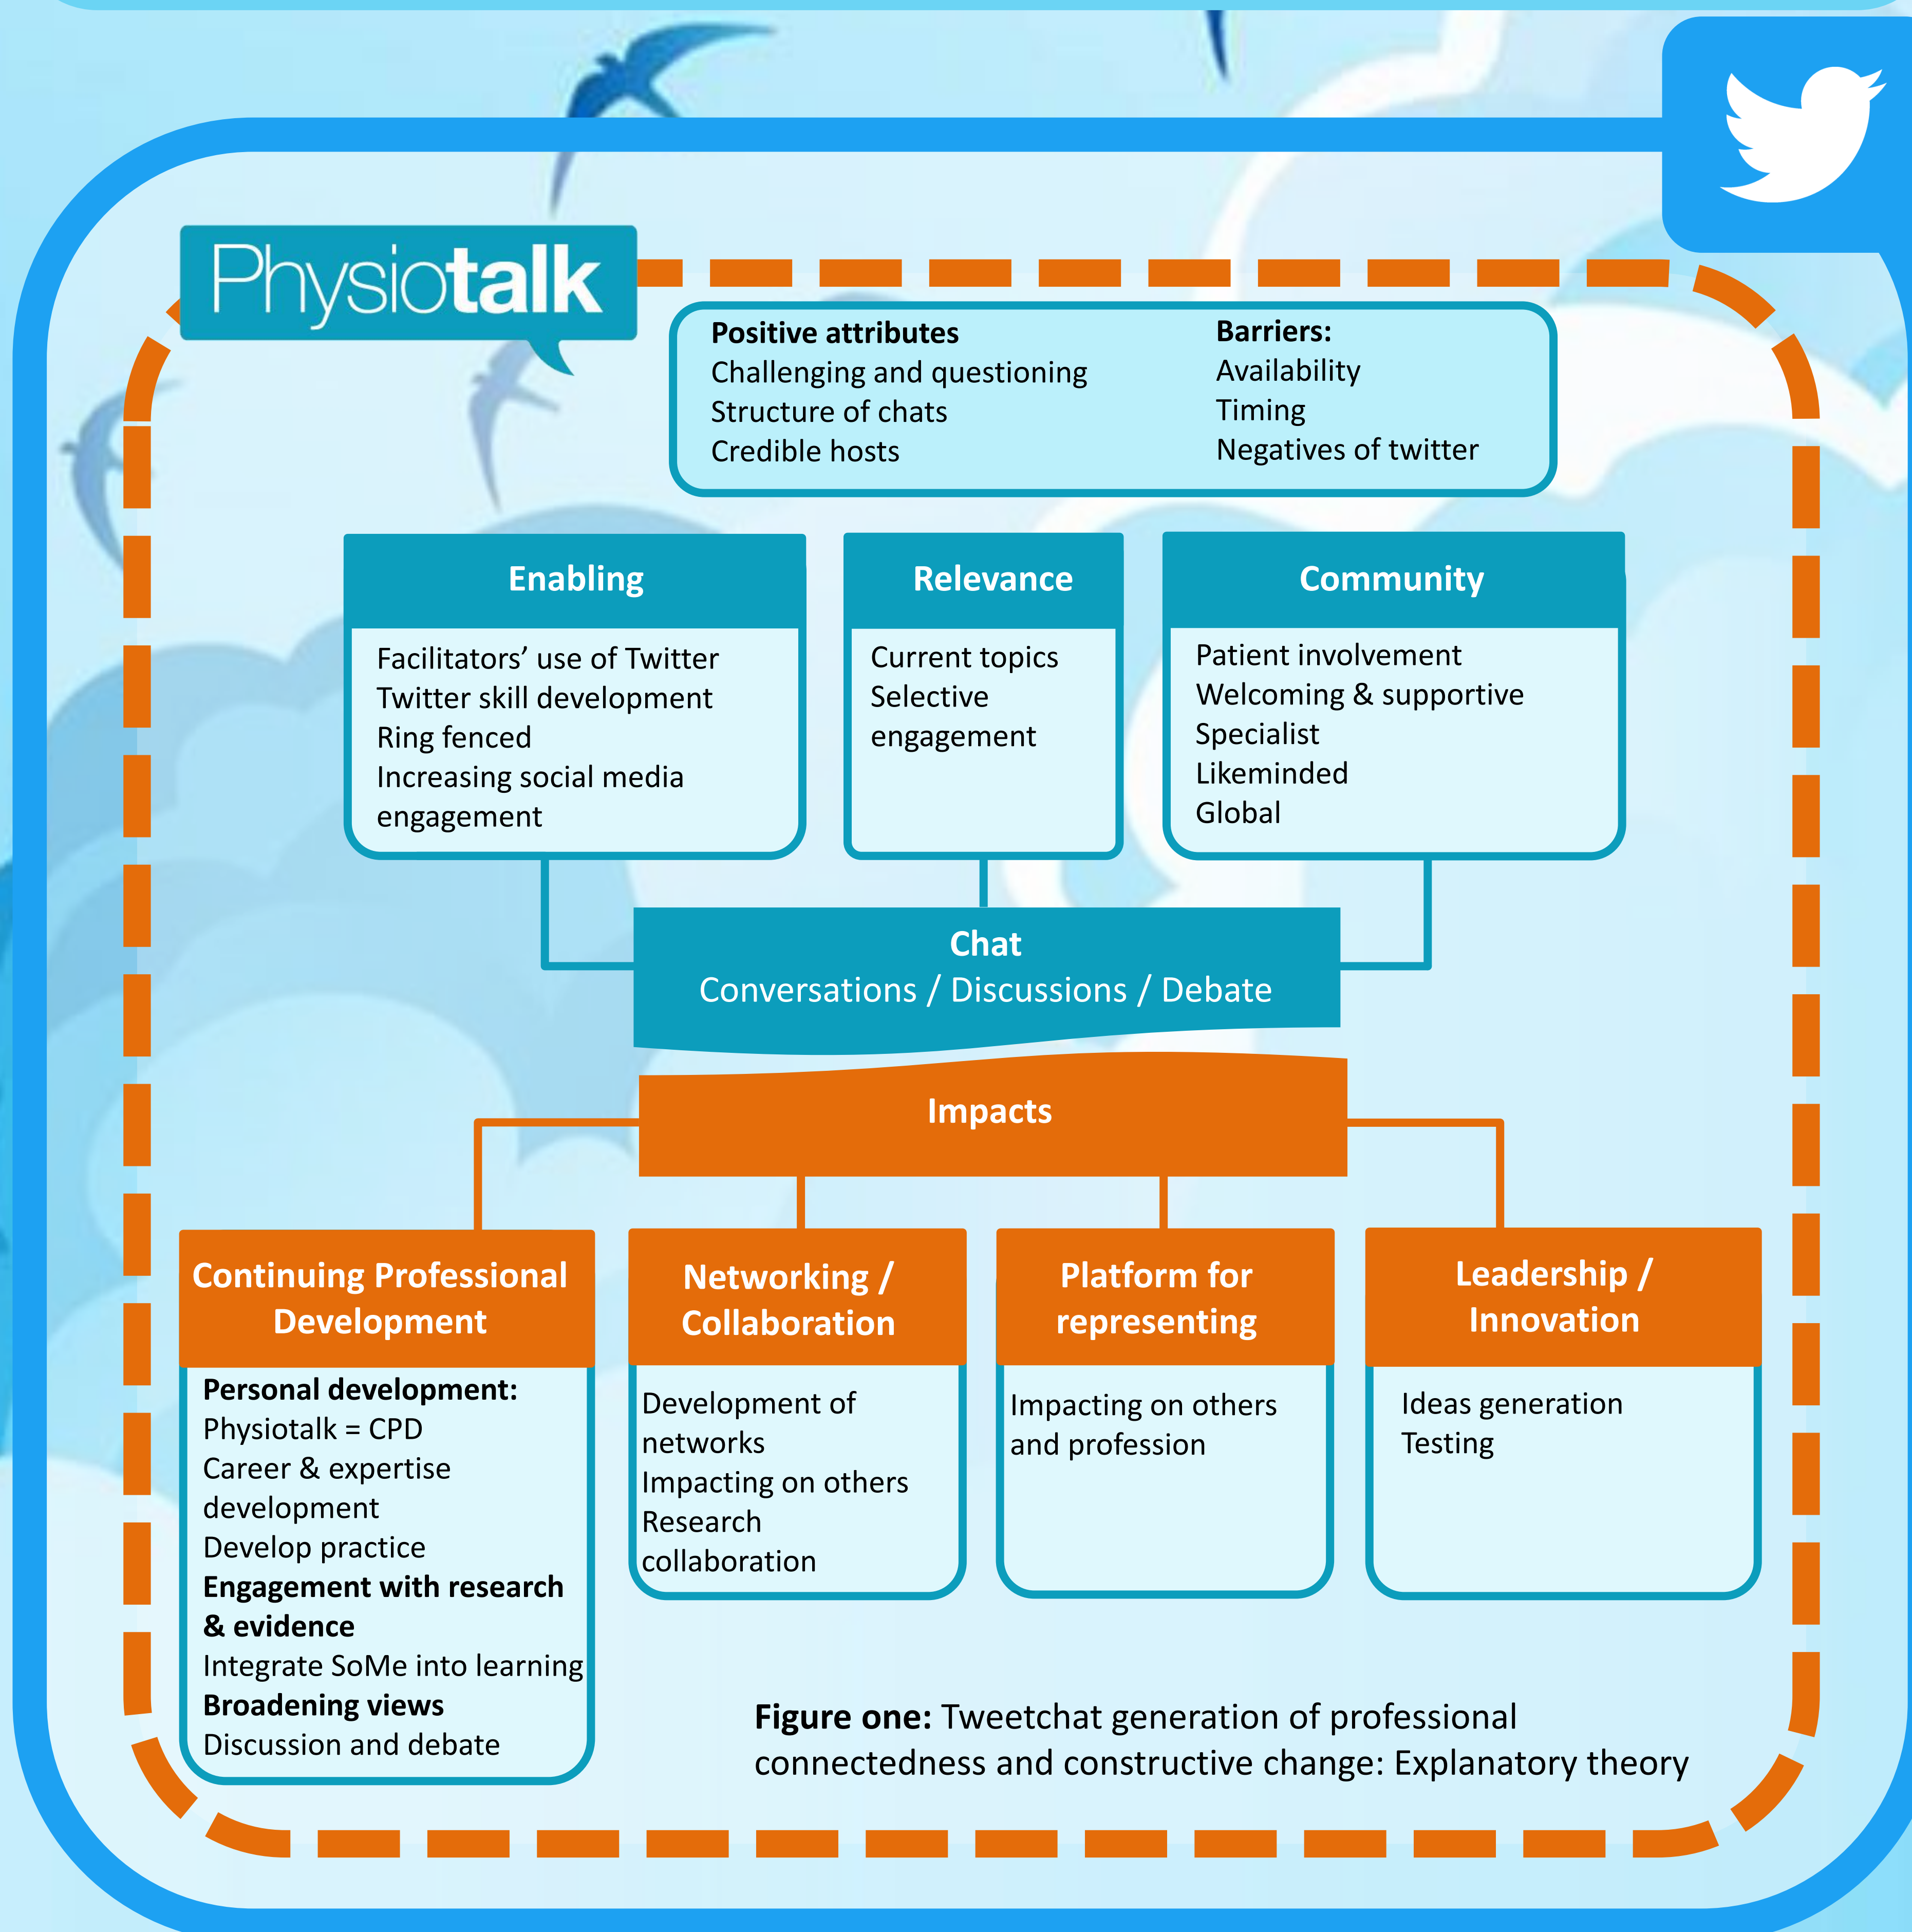 Physiotalk
Positive attributes
Challenging and questioning
Structure of chats
Credible hosts
Barriers:
Availability
Timing
Negatives of twitter
Enabling
Facilitators’ use of Twitter
Twitter skill development
Ring fenced
Increasing social media
engagement
Relevance
Current topics
Selective
engagement
Community
Patient involvement
Welcoming & supportive
Specialist
Likeminded
Global
Chat
Conversations / Discussions / Debate
Impacts
Continuing Professional
Development
Personal development:
Physiotalk = CPD
Career & expertise
development
Develop practice
Engagement with research
& evidence
Integrate SoMe into learning
Broadening views
Discussion and debate
Networking /
Collaboration
Development of
networks
Impacting on others
Research
collaboration
Platform for
representing
Impacting on others
and profession
Leadership /
Innovation
Ideas generation
Testing
Figure one: Tweetchat generation of professional
connectedness and constructive change: Explanatory theory